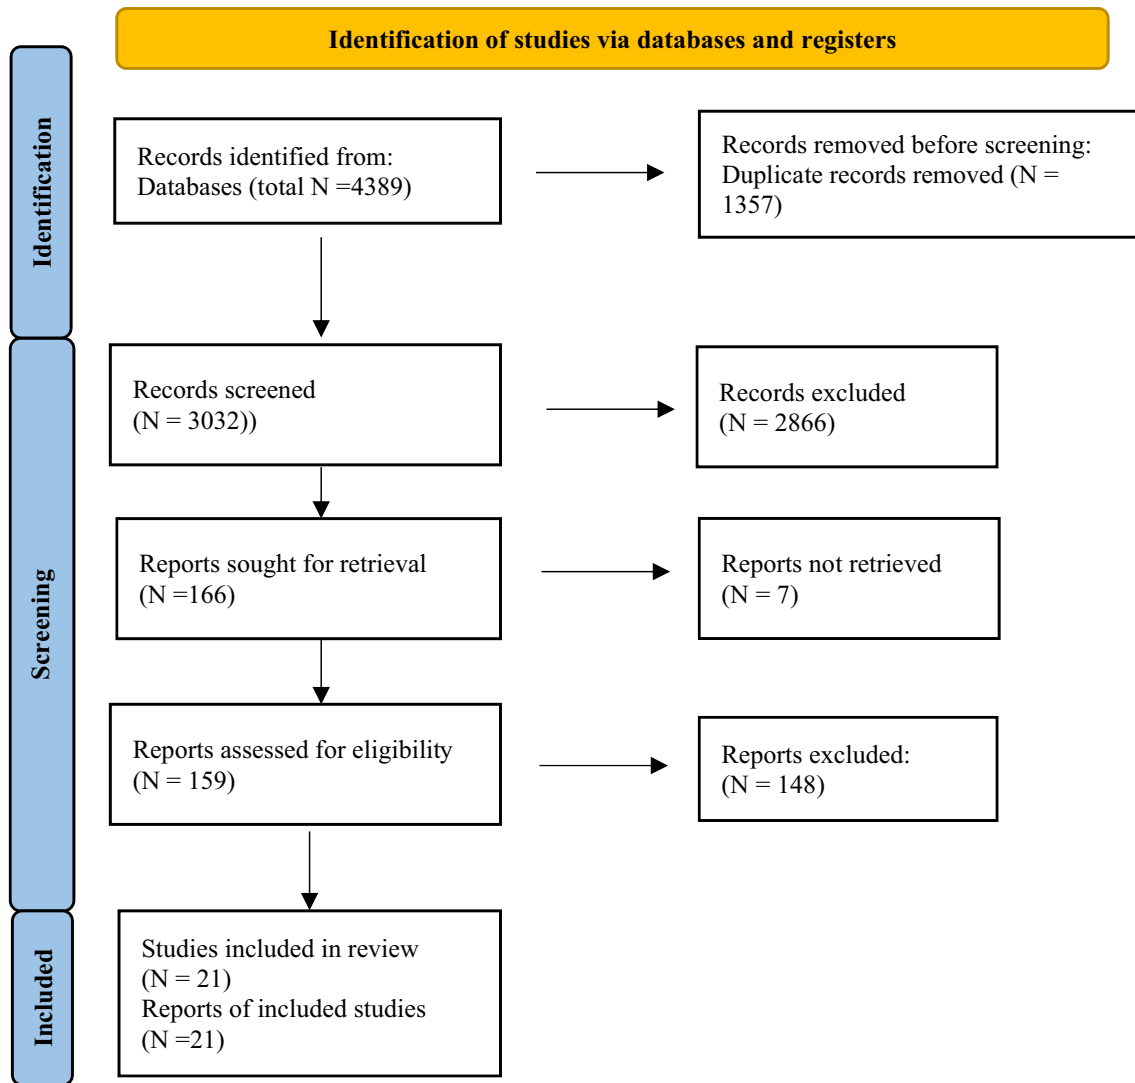 Identification of studies via databases and registers
Identification
Records identified from:
Databases (total N =4389)
Records removed before screening:
Duplicate records removed (N =
1357)
Screening
Records screened
(N = 3032))
Records excluded
(N = 2866)
Reports sought for retrieval
(N =166)
Reports not retrieved
(N = 7)
Reports assessed for eligibility
(N = 159)
Reports excluded:
(N = 148)
Included
Studies included in review
(N = 21)
Reports of included studies
(N =21)